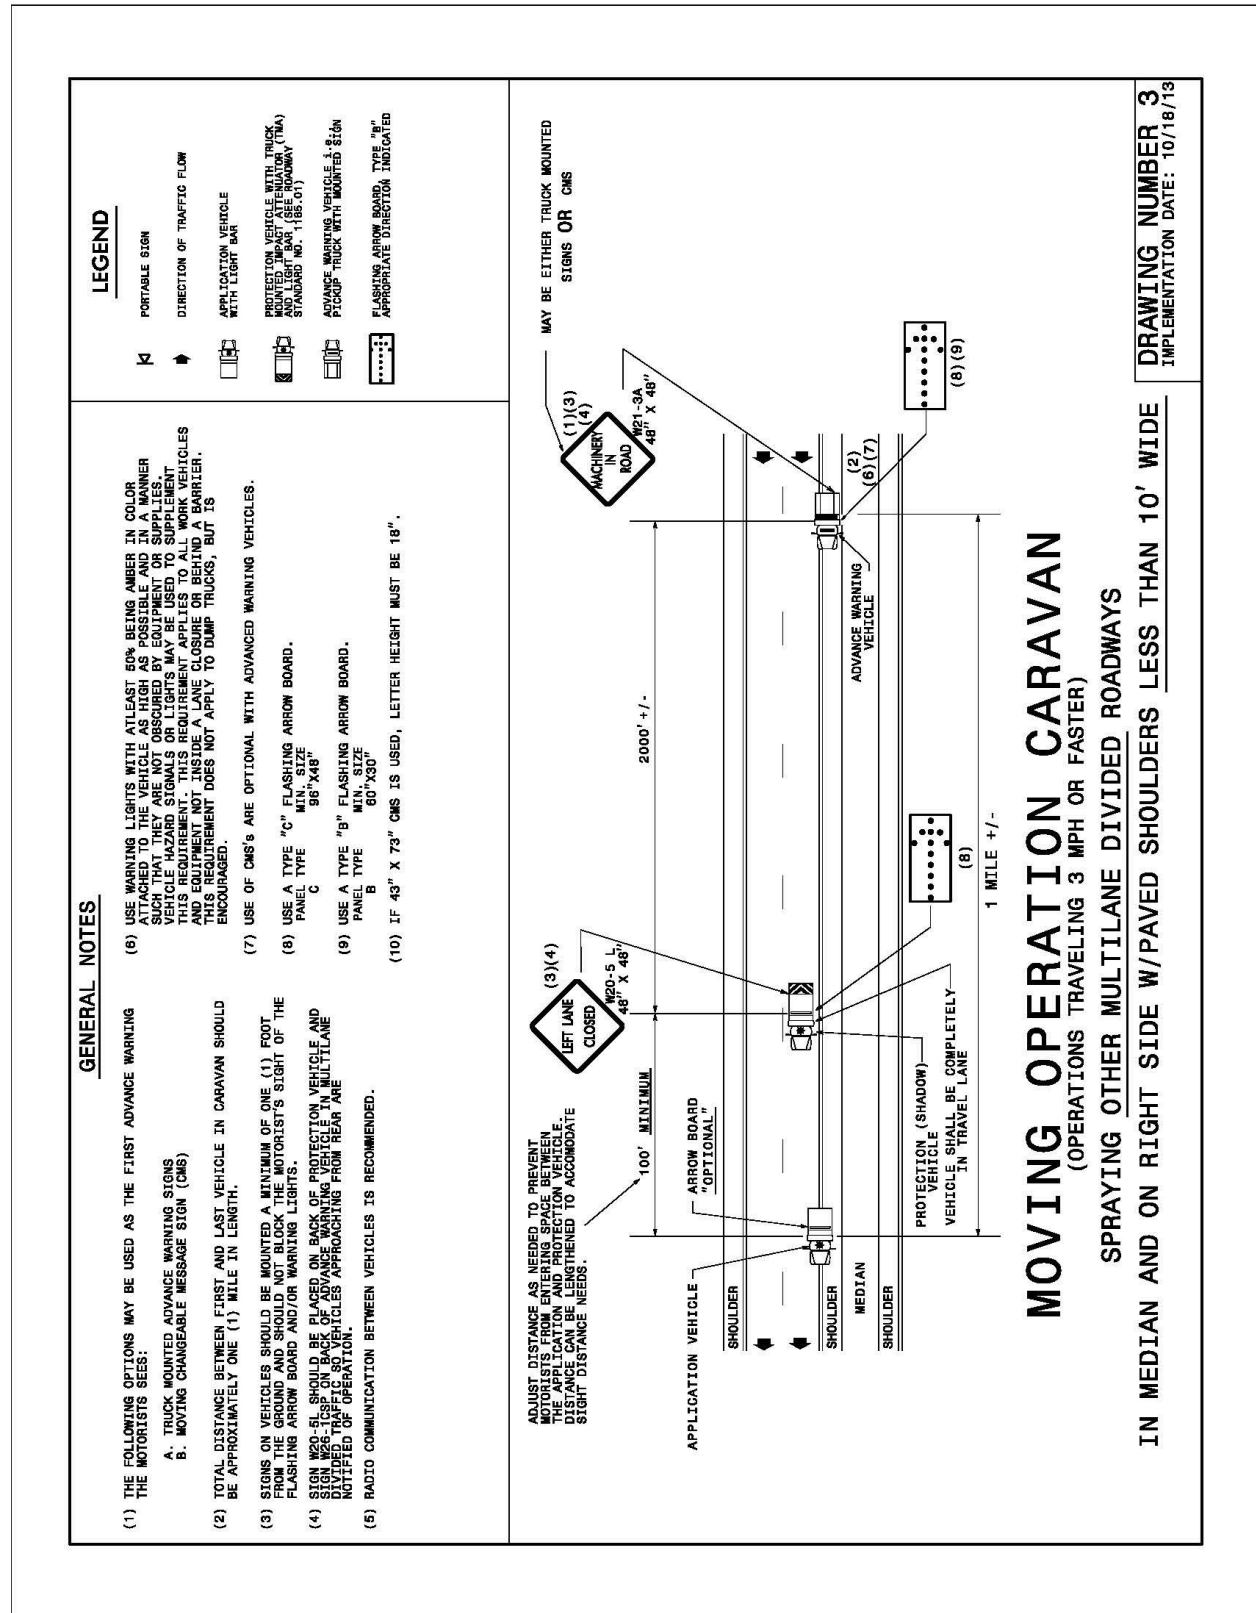 GENERAL NOTES
(1) THE FOLLOWING OPTIONS MAY BE USED AS THE FIRST ADVANCE WARNING
THE MOTORISTS SEES:
A. TRUCK MOUNTED ADVANCE WARNING SIGNS
B. MOVING CHANGEABLE MESSAGE SIGN (CMS)
(2) TOTAL DISTANCE BETWEEN FIRST AND LAST VEHICLE IN CARAVAN SHOULD
BE APPROXIMATELY ONE (1) MILE IN LENGTH.
(3) SIGNS ON VEHICLES SHOULD BE MOUNTED A MINIMUM OF ONE (1) FOOT
FROM THE GROUND AND SHOULD NOT BLOCK THE MOTORIST'S SIGHT OF THE
FLASHING ARROW BOARD AND/OR WARNING LIGHTS.
(4) SIGN W20-5L SHOULD BE PLACED ON BACK OF PROTECTION VEHICLE AND
SIGN W26-1CSP ON BACK OF ADVANCE WARNING VEHICLE IN MULTILANE
DIVIDED TRAFFIC SO VEHICLES APPROACHING FROM REAR ARE
NOTIFIED OF OPERATION.
(5) RADIO COMMUNICATION BETWEEN VEHICLES IS RECOMMENDED.
(6) USE WARNING LIGHTS WITH ATLEAST 50% BEING AMBER IN COLOR
ATTACHED TO THE VEHICLE AS HIGH AS POSSIBLE AND IN A MANNER
SUCH THAT THEY ARE NOT OBSCURED BY EQUIPMENT OR SUPPLIES.
VEHICLE HAZARD SIGNALS OR LIGHTS MAY BE USED TO SUPPLEMENT
THIS REQUIREMENT. THIS REQUIREMENT APPLIES TO ALL WORK VEHICLES
AND EQUIPMENT NOT INSIDE A LANE CLOSURE OR BEHIND A BARRIER.
THIS REQUIREMENT DOES NOT APPLY TO DUMP TRUCKS, BUT IS
ENCOURAGED.
(7) USE OF CMS's ARE OPTIONAL WITH ADVANCED WARNING VEHICLES.
(8) USE A TYPE "C" FLASHING ARROW BOARD.
PANEL TYPE MIN. SIZE
C 96"X48"
(9) USE A TYPE "B" FLASHING ARROW BOARD.
PANEL TYPE MIN. SIZE
B 60"X30"
(10) IF 43" X 73" CMS IS USED, LETTER HEIGHT MUST BE 18".
LEGEND
PORTABLE SIGN
DIRECTION OF TRAFFIC FLOW
APPLICATION VEHICLE
WITH LIGHT BAR
PROTECTION VEHICLE WITH TRUCK
MOUNTED IMPACT ATTENUATOR (TMA)
AND LIGHT BAR (SEE ROADWAY
STANDARD NO. 1165.01)
ADVANCE WARNING VEHICLE i.e.,
PICKUP TRUCK WITH MOUNTED SIGN
FLASHING ARROW BOARD, TYPE "B"
APPROPRIATE DIRECTION INDICATED
ADJUST DISTANCE AS NEEDED TO PREVENT
MOTORISTS FROM ENTERING SPACE BETWEEN
THE APPLICATION AND PROTECTION VEHICLE.
DISTANCE CAN BE LENGTHENED TO ACCOMODATE
SIGHT DISTANCE NEEDS.
LEFT LANE
CLOSED
(3)(4)
W20-5 L
48" X 48"
MACHINERY
IN
ROAD
(1)(3)
(4)
W21-3A
48" X 48"
MAY BE EITHER TRUCK MOUNTED
SIGNS OR CMS
100' MINIMUM
2000'+/-
APPLICATION VEHICLE
ARROW BOARD
"OPTIONAL"
SHOULDER
SHOULDER
MEDIAN
SHOULDER
PROTECTION (SHADOW)
VEHICLE
VEHICLE SHALL BE COMPLETELY
IN TRAVEL LANE
(8)
ADVANCE WARNING
VEHICLE
(2)
(6)(7)
(8)(9)
1 MILE +/-
MOVING OPERATION CARAVAN
(OPERATIONS TRAVELING 3 MPH OR FASTER)
SPRAYING OTHER MULTILANE DIVIDED ROADWAYS
IN MEDIAN AND ON RIGHT SIDE W/PAVED SHOULDERS LESS THAN 10' WIDE
DRAWING NUMBER 3
IMPLEMENTATION DATE: 10/18/13